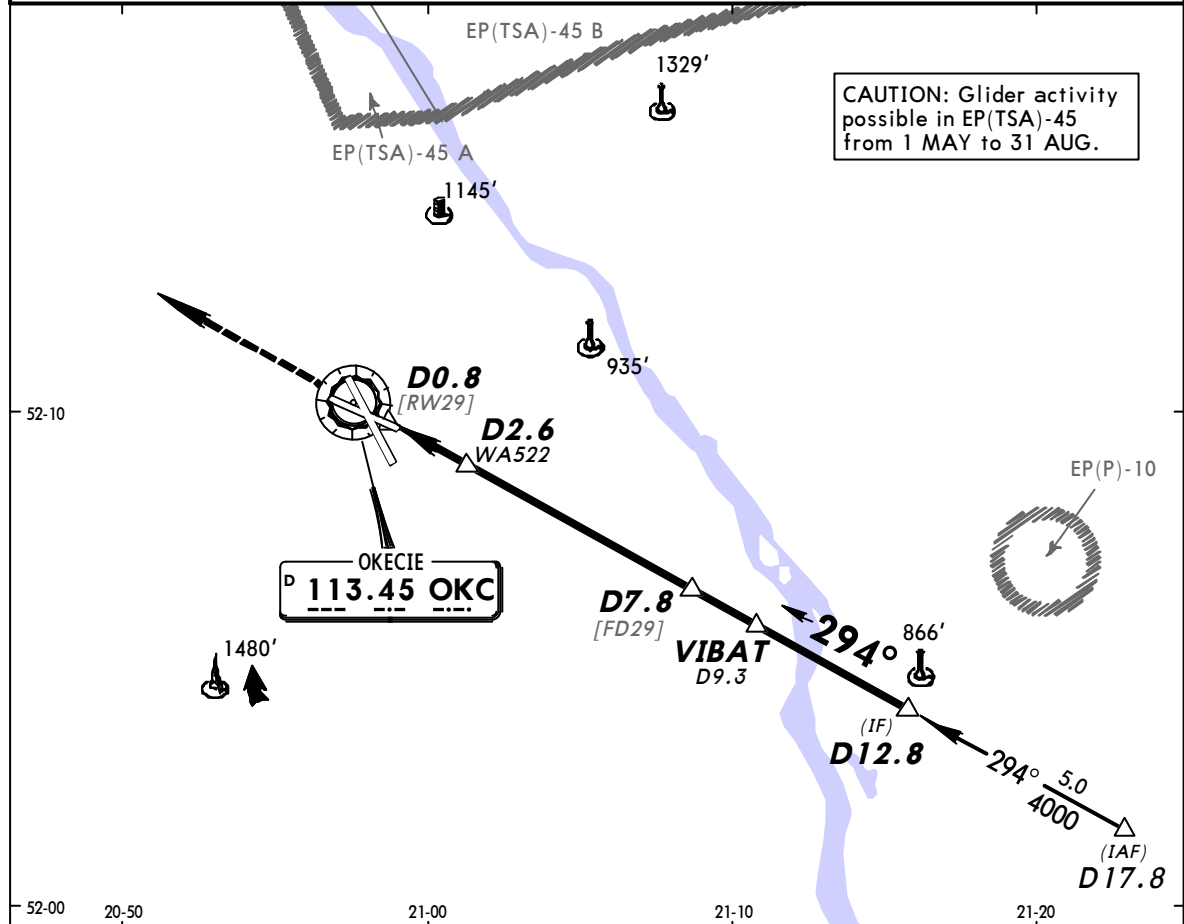 EP(TSA)-45 B
1329'
CAUTION: Glider activity
possible in EP(TSA)-45
from 1 MAY to 31 AUG.
EP(TSA)-45 A
1145'
935'
D0.8
[RW29]
52-10
D2.6
WA522
EP(P)-10
OKECIE
D 113.45 OKC
D7.8
[FD29]
294°
866'
VIBAT
D9.3
1480'
(IF)
D12.8
294° 5.0
4000
(IAF)
D17.8
52-00
20-50
21-00
21-10
21-20